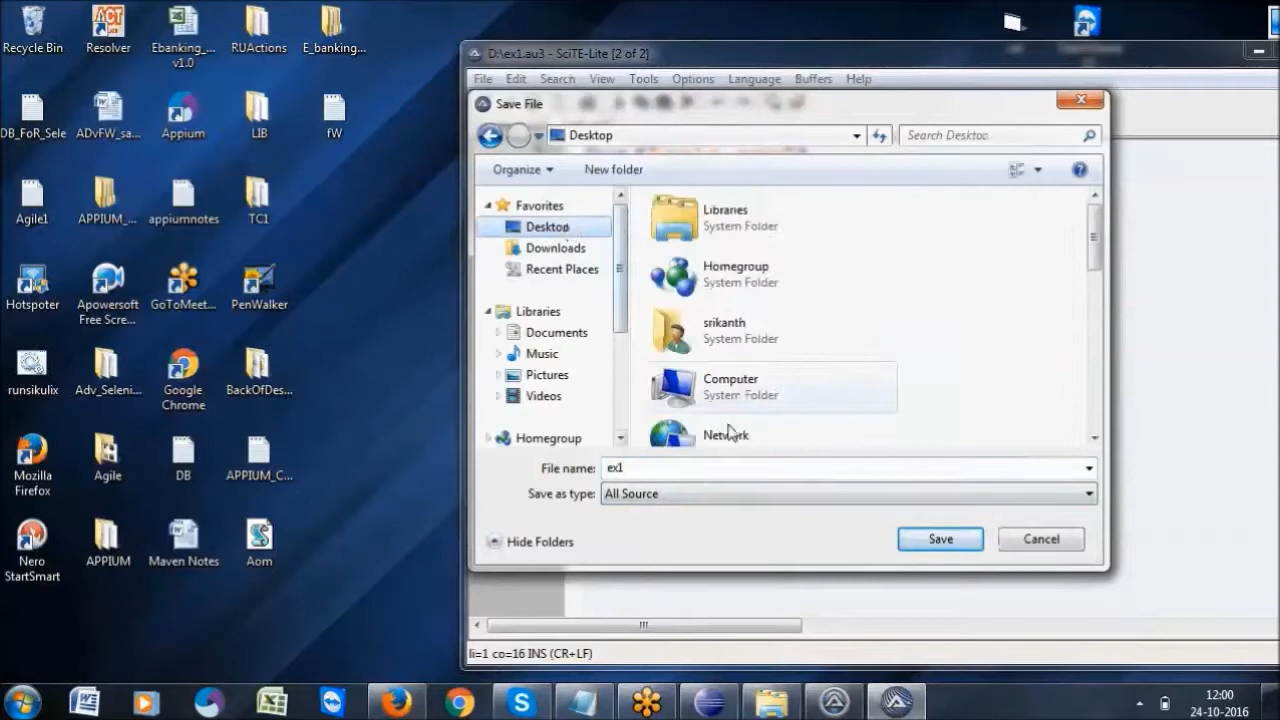 Recycle Bin
Resolver
Ebanking_...
v1.0
RUActions
E_banking...
DB_FoR_Sele
ADvFW_sa...
Appium
LIB
fW
Agile1
APPIUM_...
appiumnotes
TC1
Hotspoter
Apowersoft
Free Scre...
GoToMeet...
PenWalker
runsikulix
Adv_Seleni...
Google
Chrome
BackOfDes...
Mozilla
Firefox
Agile
DB
APPIUM_C...
Nero
StartSmart
APPIUM
Maven Notes
Aom
D:\ex1.au3 - SciTE-Lite [2 of 2]
File Edit Search View Tools Options Language Buffers Help
Save File
Desktop
Search Desktop
Organize
New folder
Favorites
Desktop
Downloads
Recent Places
Libraries
Documents
Music
Pictures
Videos
Homegroup
Libraries
System Folder
Homegroup
System Folder
srikanth
System Folder
Computer
System Folder
Network
File name: ex1
Save as type: All Source
Hide Folders
Save
Cancel
li=1 co=16 INS (CR+LF)
12:00
24-10-2016